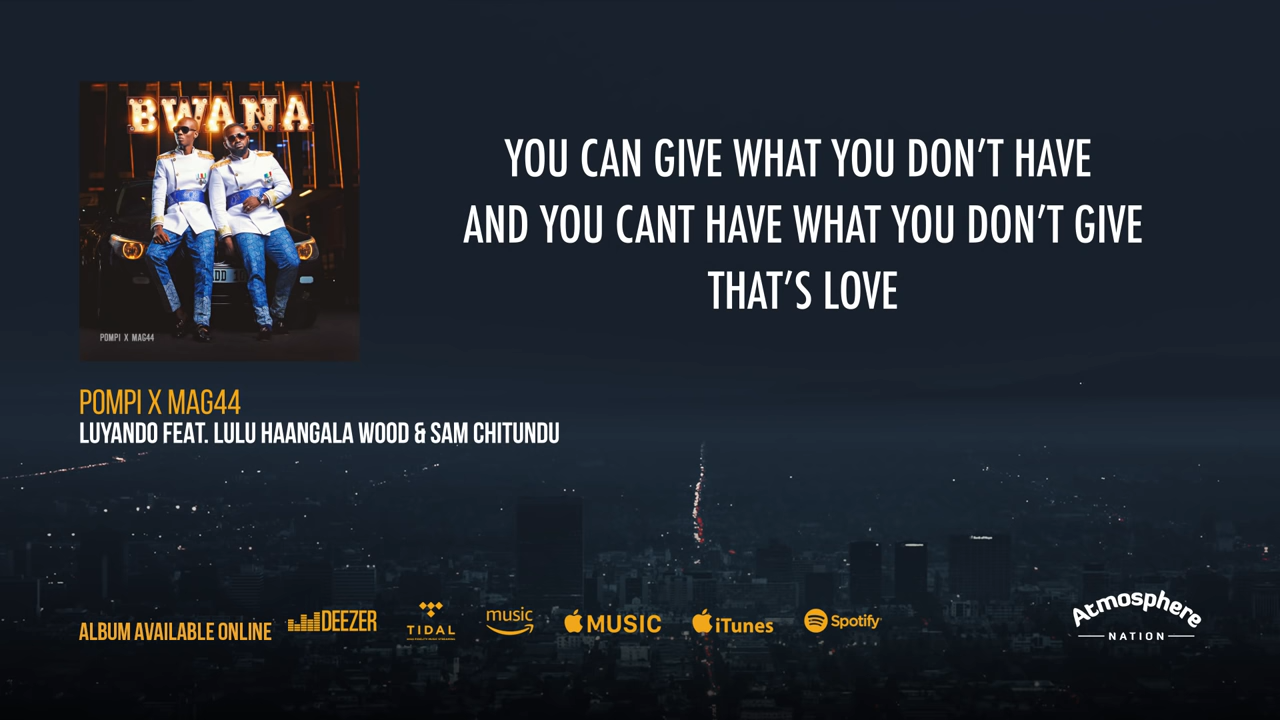 BWANA
POMPI X MAG44
YOU CAN GIVE WHAT YOU DON'T HAVE
AND YOU CANT HAVE WHAT YOU DON'T GIVE
THAT'S LOVE
POMPI X MAG44
LUYANDO FEAT. LULU HAANGALA WOOD & SAM CHITUNDU
ALBUM AVAILABLE ONLINE
DEEZER
TIDAL
music
MUSIC
iTunes
Spotify
Atmosphere
NATION